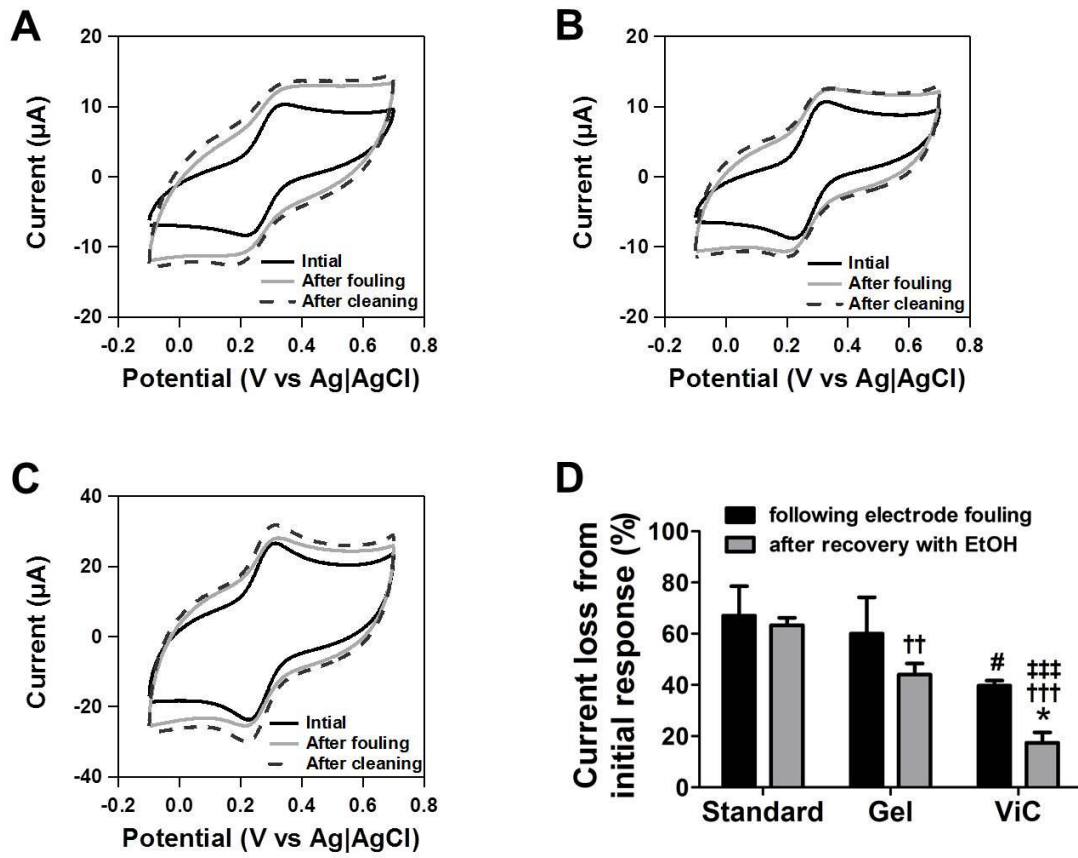 A
20
10
0
-10
-20
Current (µA)
Intial
After fouling
After cleaning
-0.2 0.0 0.2 0.4 0.6 0.8
Potential (V vs Ag|AgCl)
B
20
10
0
-10
-20
Current (µA)
Intial
After fouling
After cleaning
-0.2 0.0 0.2 0.4 0.6 0.8
Potential (V vs Ag|AgCl)
C
40
20
0
-20
-40
Current (µA)
Intial
After fouling
After cleaning
-0.2 0.0 0.2 0.4 0.6 0.8
Potential (V vs Ag|AgCl)
D
following electrode fouling
after recovery with EtOH
Current loss from
initial response (%)
100
80
60
40
20
0
††
#
‡‡‡
†††
*
Standard Gel ViC